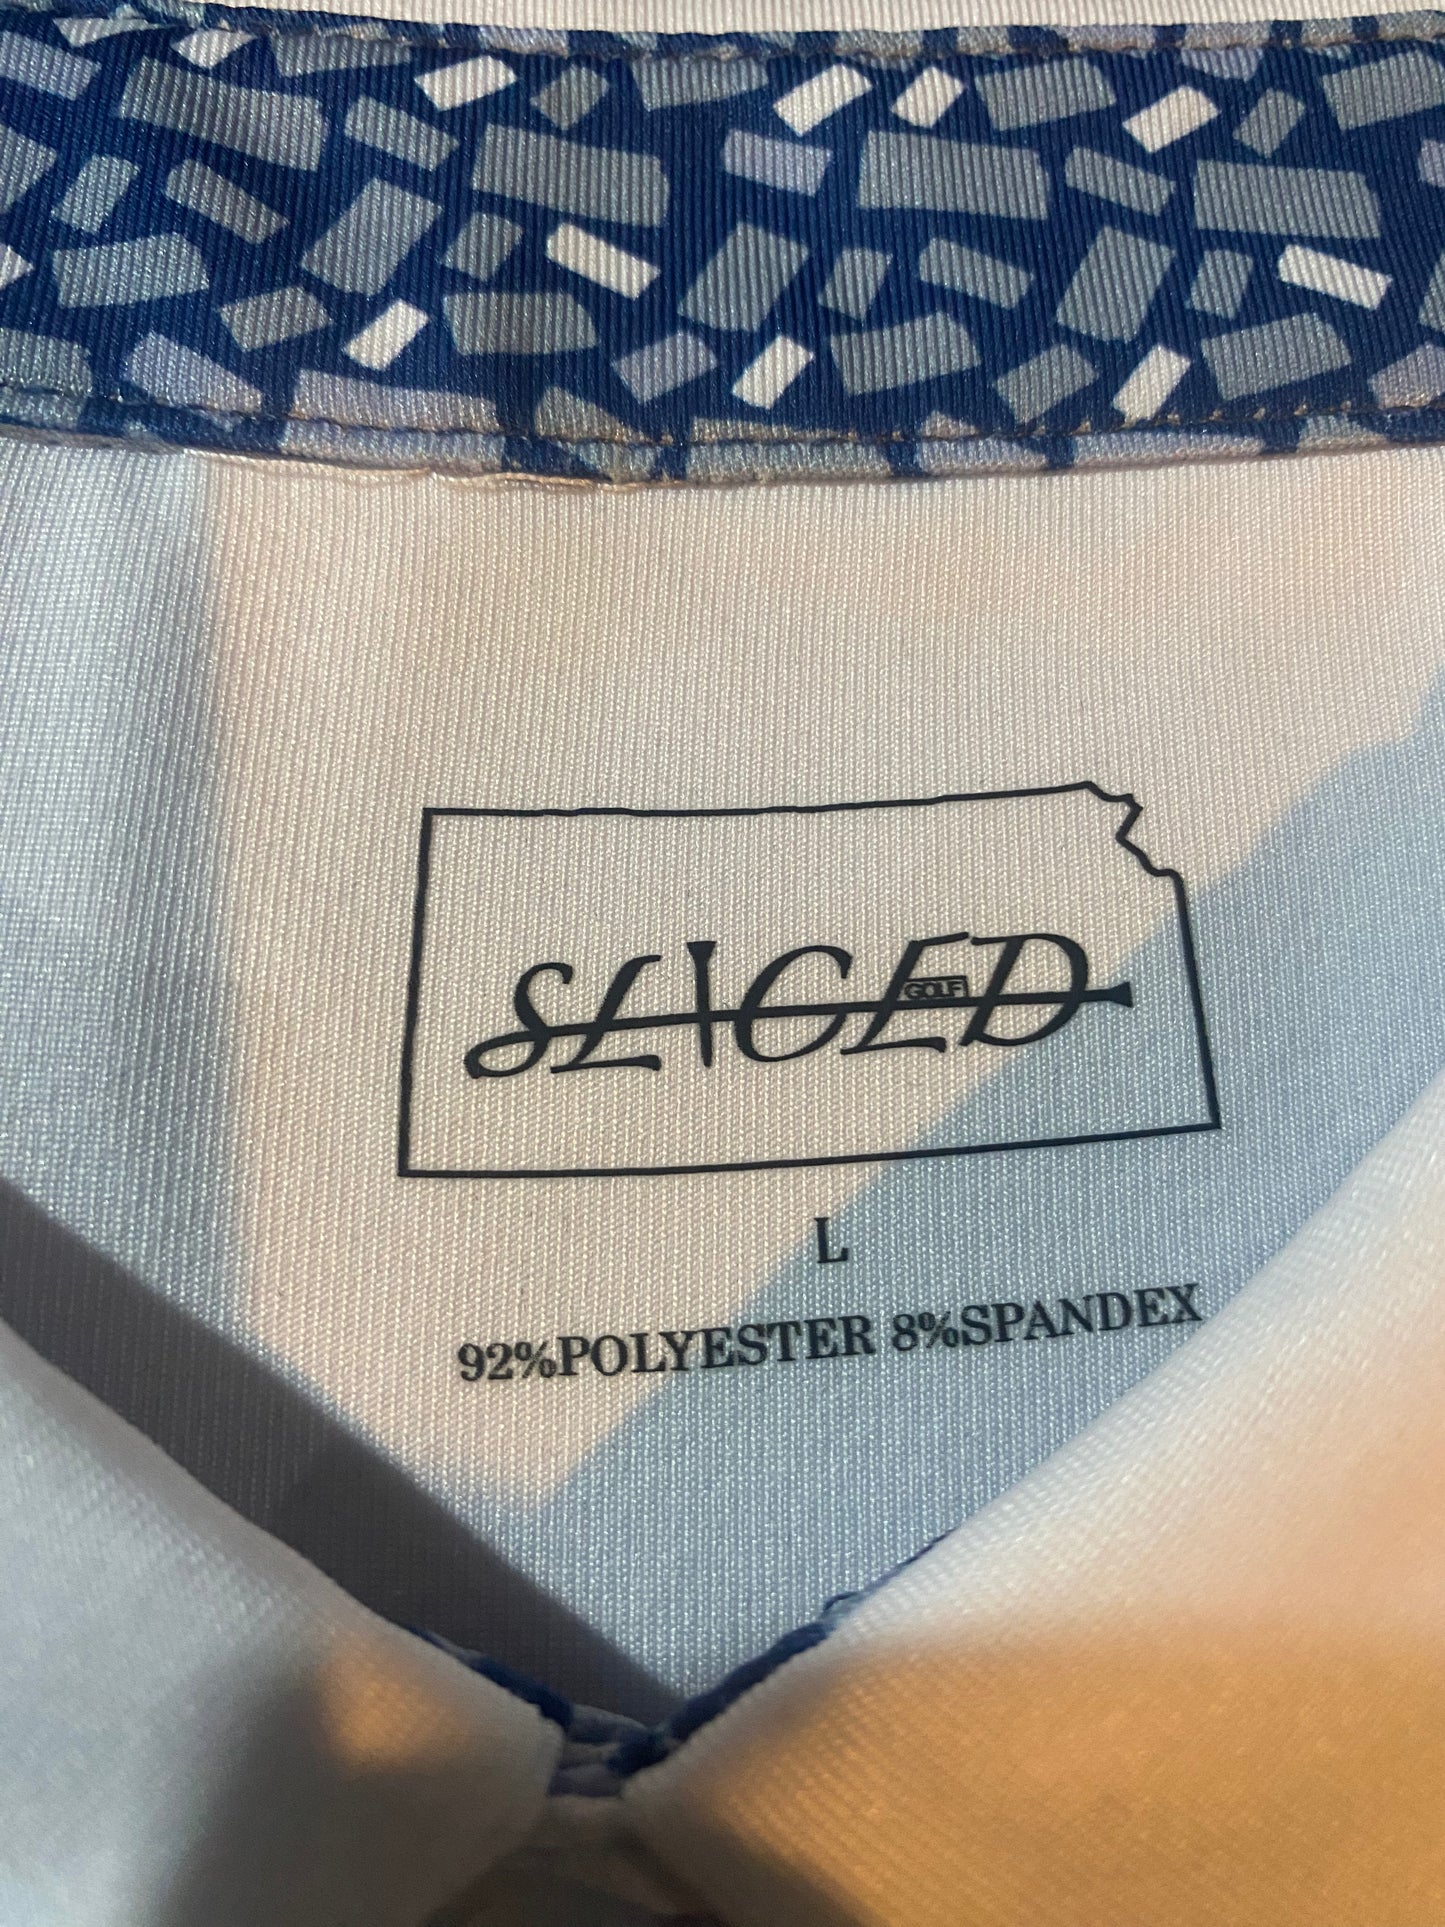 SLICED
GOLF
L
92%POLYESTER 8%SPANDEX